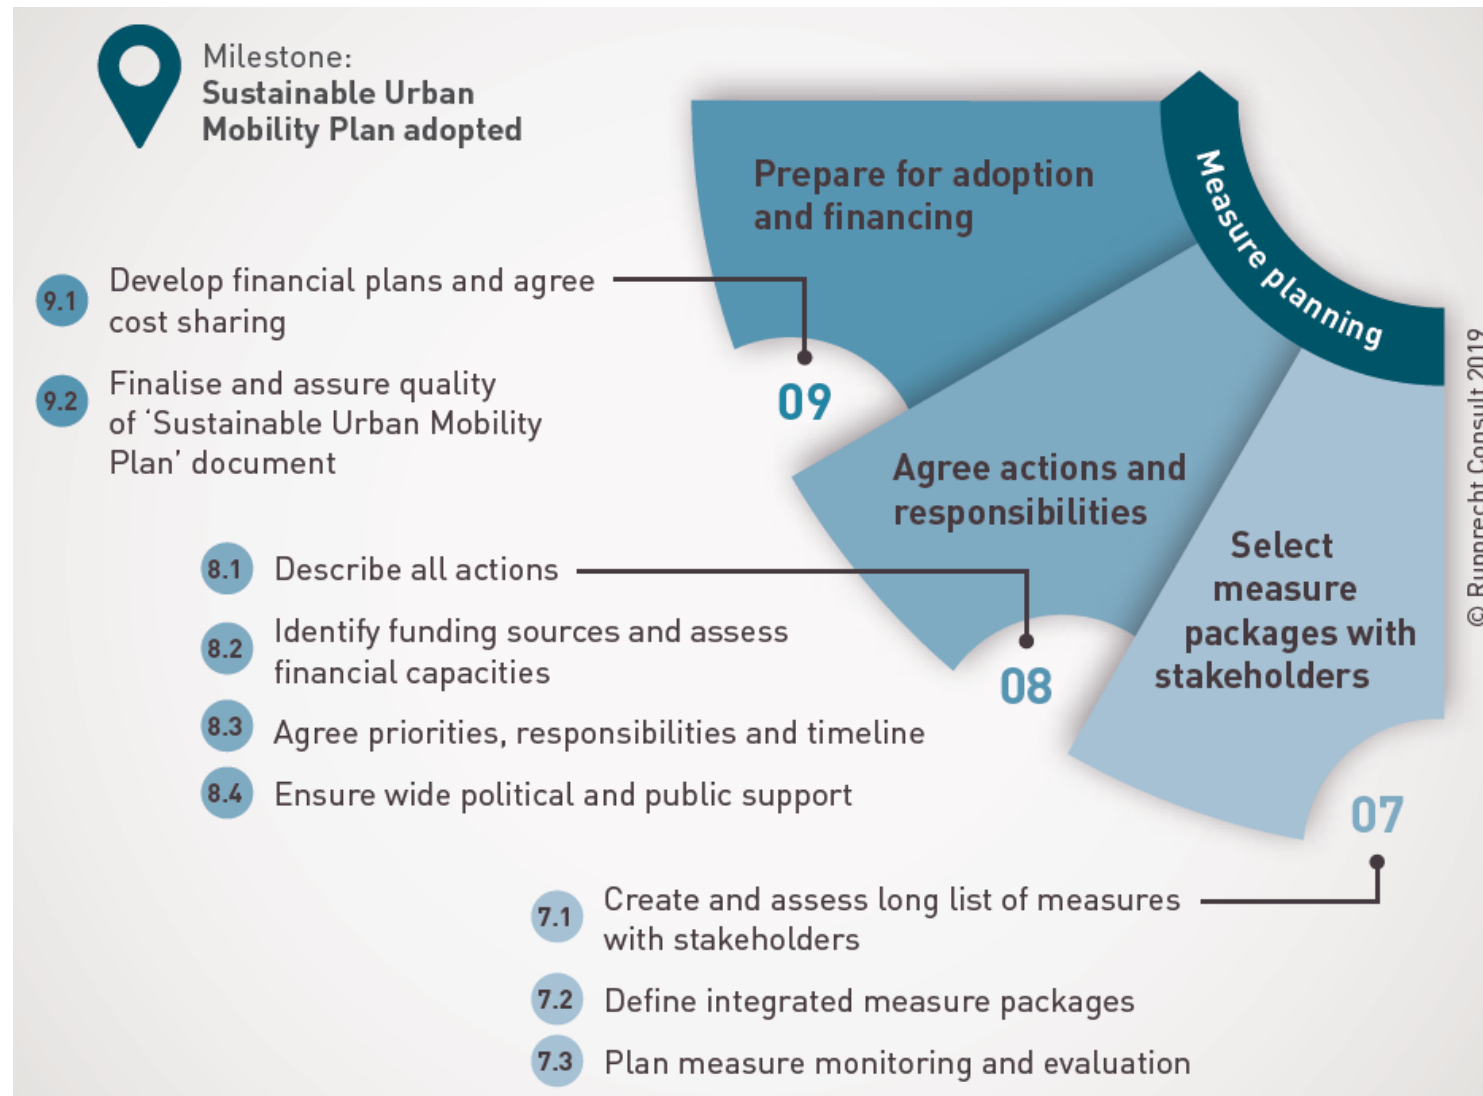 Milestone:
Sustainable Urban
Mobility Plan adopted
Measure planning
Prepare for adoption
and financing
09
9.1 Develop financial plans and agree
cost sharing
9.2 Finalise and assure quality
of ‘Sustainable Urban Mobility
Plan’ document
Agree actions and
responsibilities
08
8.1 Describe all actions
8.2 Identify funding sources and assess
financial capacities
8.3 Agree priorities, responsibilities and timeline
8.4 Ensure wide political and public support
Select
measure
packages with
stakeholders
07
7.1 Create and assess long list of measures
with stakeholders
7.2 Define integrated measure packages
7.3 Plan measure monitoring and evaluation
© Rupprecht Consult 2019